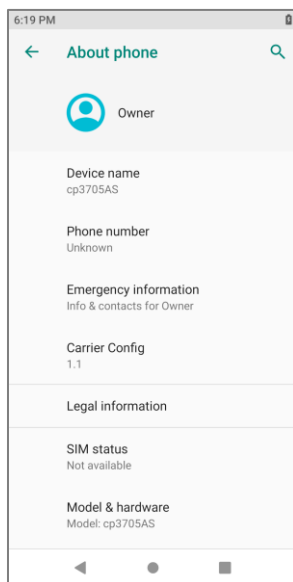 6:19 PM
About phone
Owner
Device name
cp3705AS
Phone number
Unknown
Emergency information
Info & contacts for Owner
Carrier Config
1.1
Legal information
SIM status
Not available
Model & hardware
Model: cp3705AS